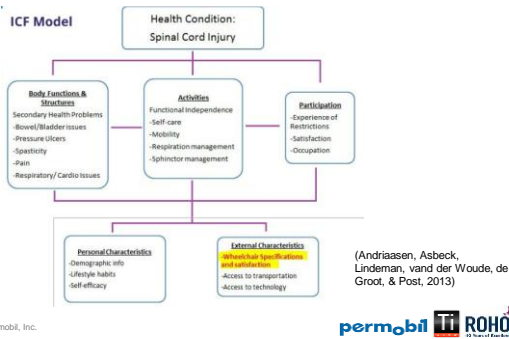 ICF Model
Health Condition:
Spinal Cord Injury
Body Functions &
Structures
Secondary Health Problems
-Bowel/Bladder issues
-Pressure Ulcers
-Spasticity
-Pain
-Respiratory/ Cardio Issues
Activities
Functional Independence
-Self-care
-Mobility
-Respiration management
-Sphinctor management
Participation
-Experience of
Restrictions
-Satisfaction
-Occupation
Personal Characteristics
-Demographic info
-Lifestyle habits
-Self-efficacy
External Characteristics
-Wheelchair Specifications
and satisfaction
-Access to transportation
-Access to technology
(Andriaasen, Asbeck,
Lindeman, vand der Woude, de
Groot, & Post, 2013)
mobil, Inc.
permobil Ti ROHO